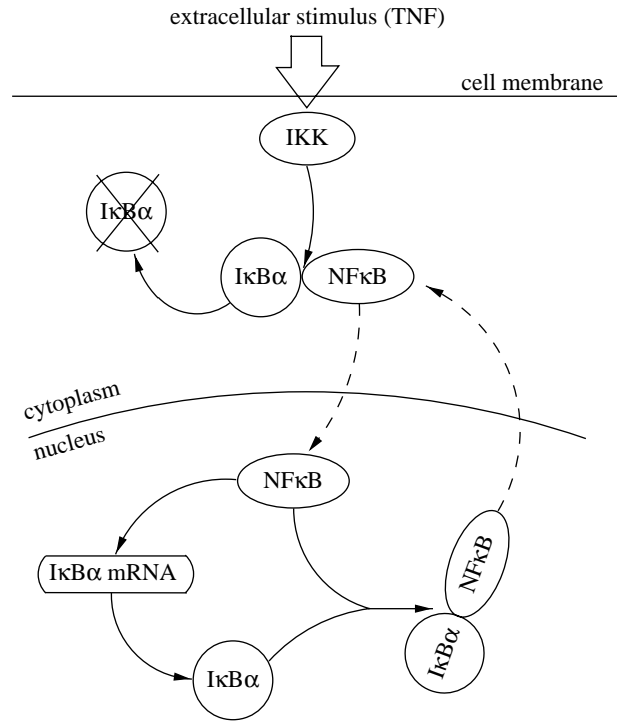 extracellular stimulus (TNF)
cell membrane
IKK
IκBα
IκBα
NFκB
cytoplasm
nucleus
NFκB
NFκB
IκBα mRNA
IκBα
IκBα